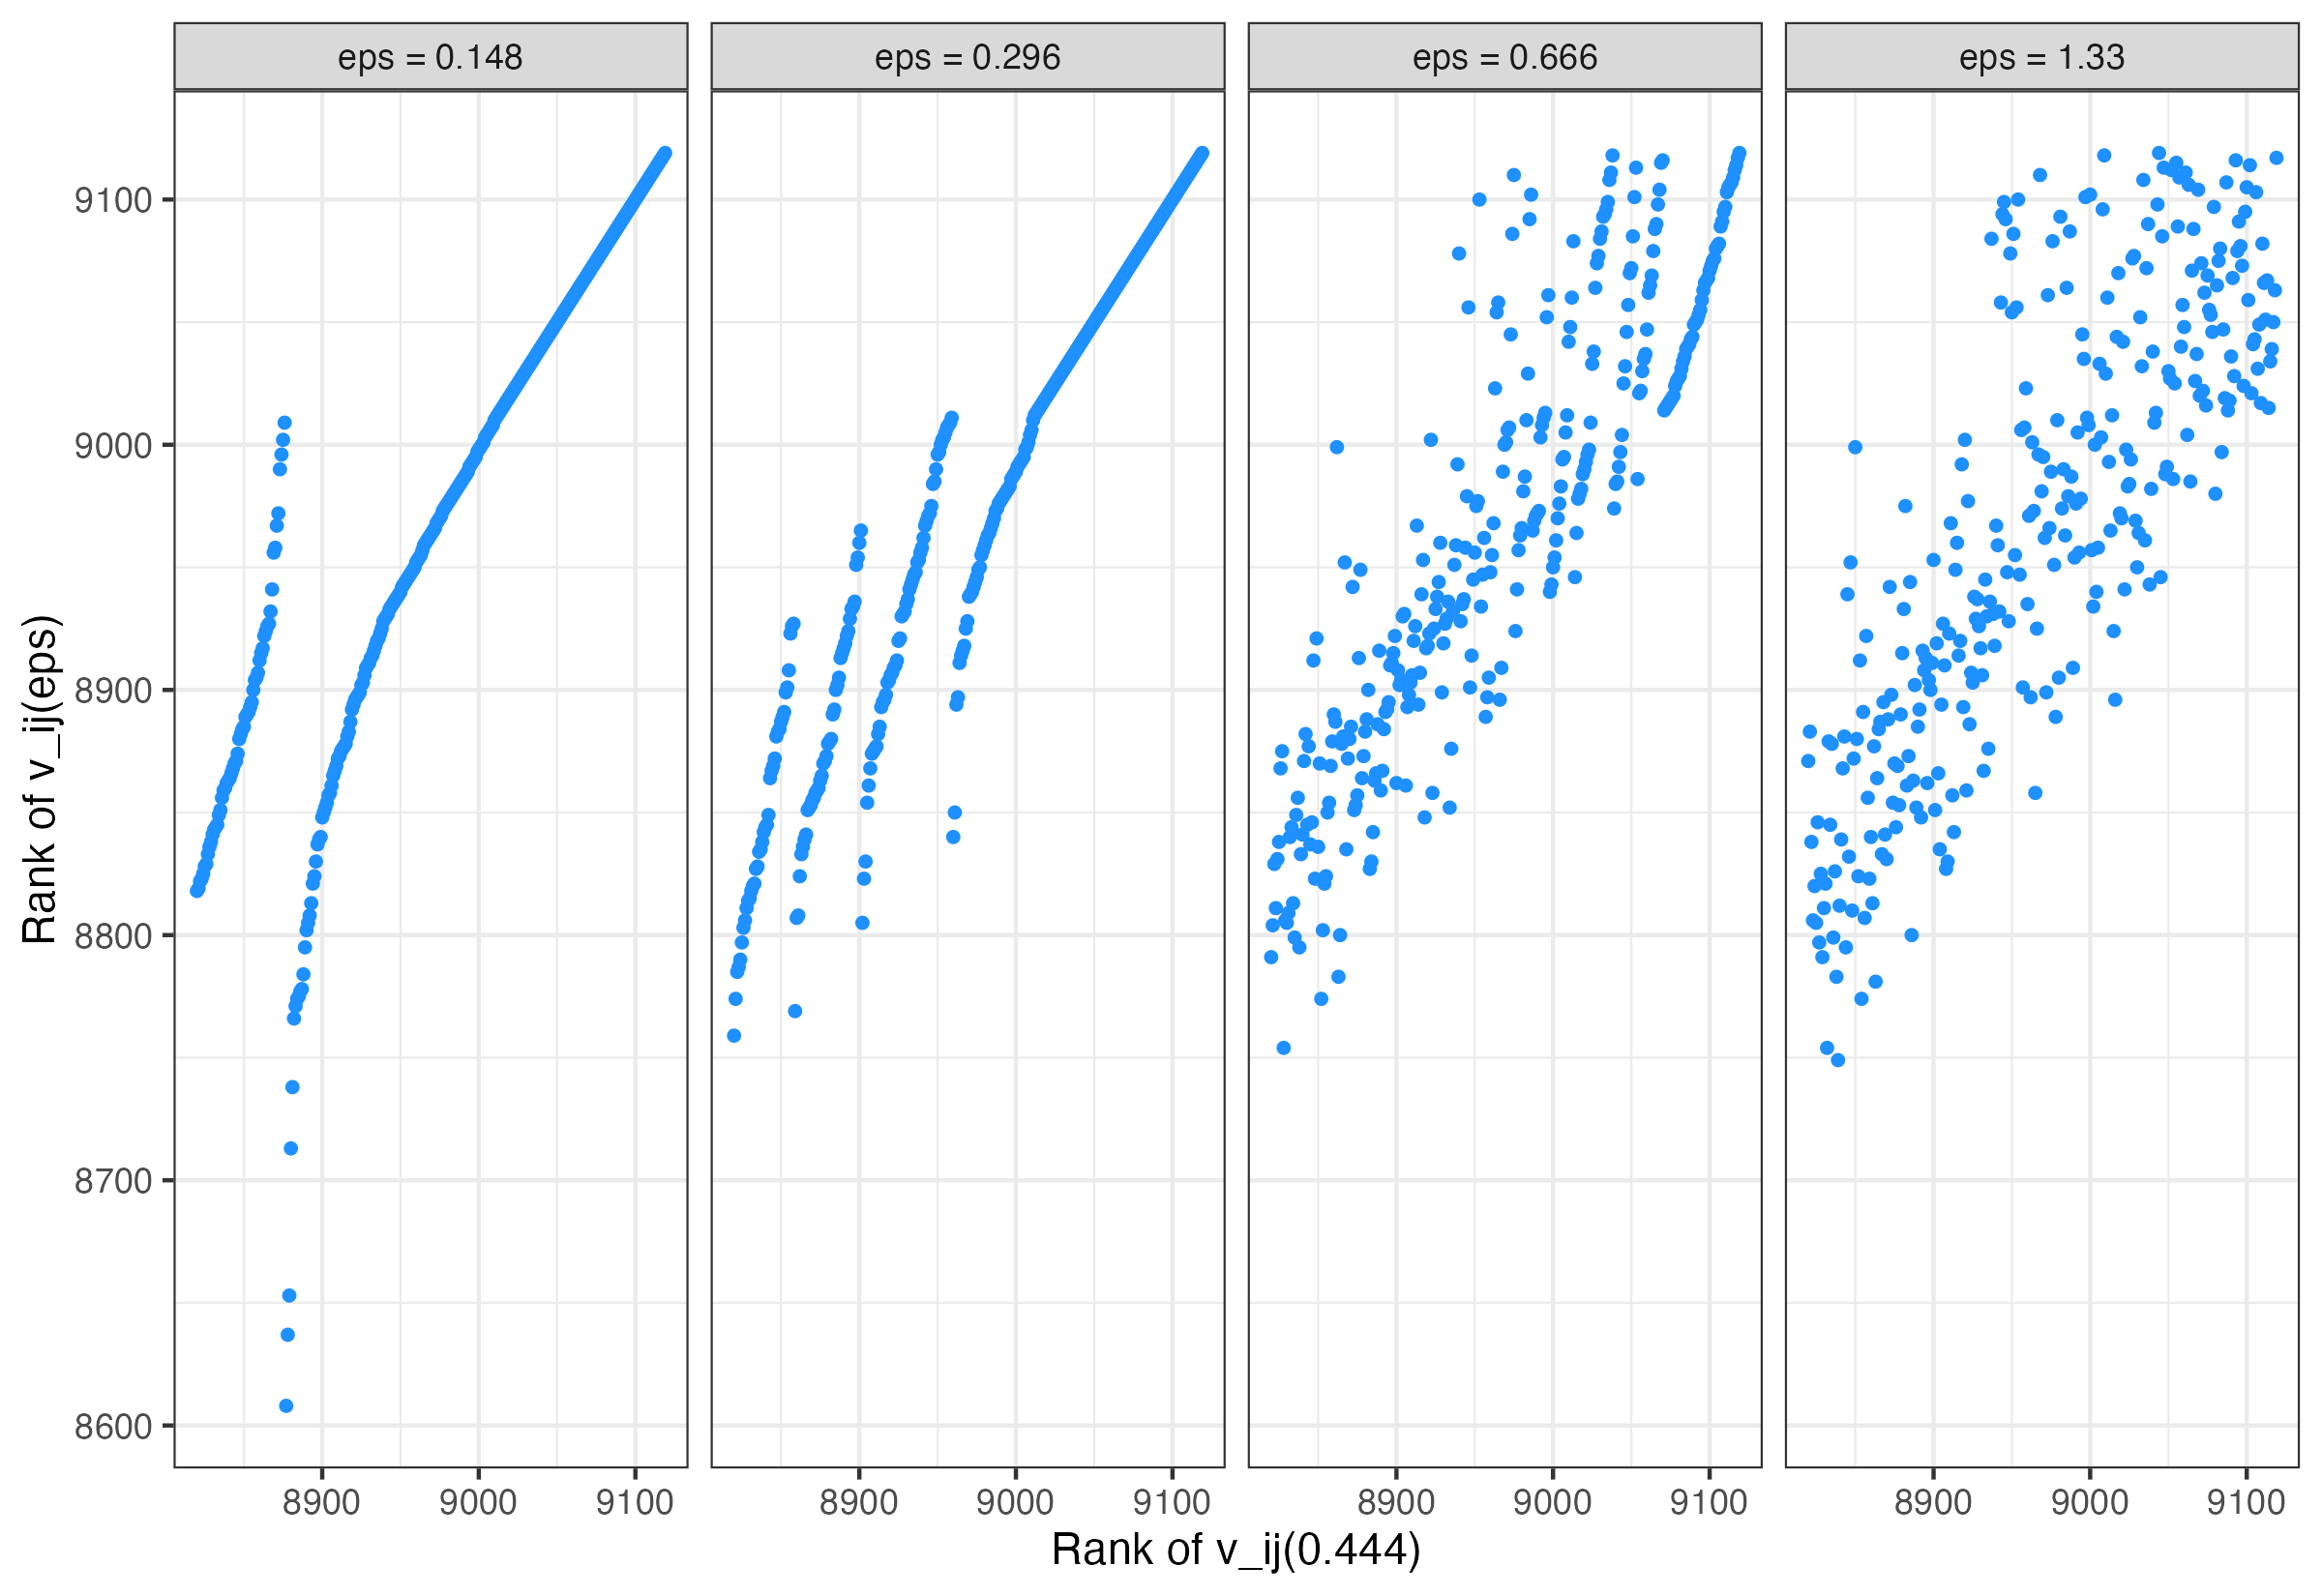 eps = 0.148
eps = 0.296
eps = 0.666
eps = 1.33
Rank of v_ij(eps)
9100
9000
8900
8800
8700
8600
8900 9000 9100
8900 9000 9100
8900 9000 9100
8900 9000 9100
Rank of v_ij(0.444)